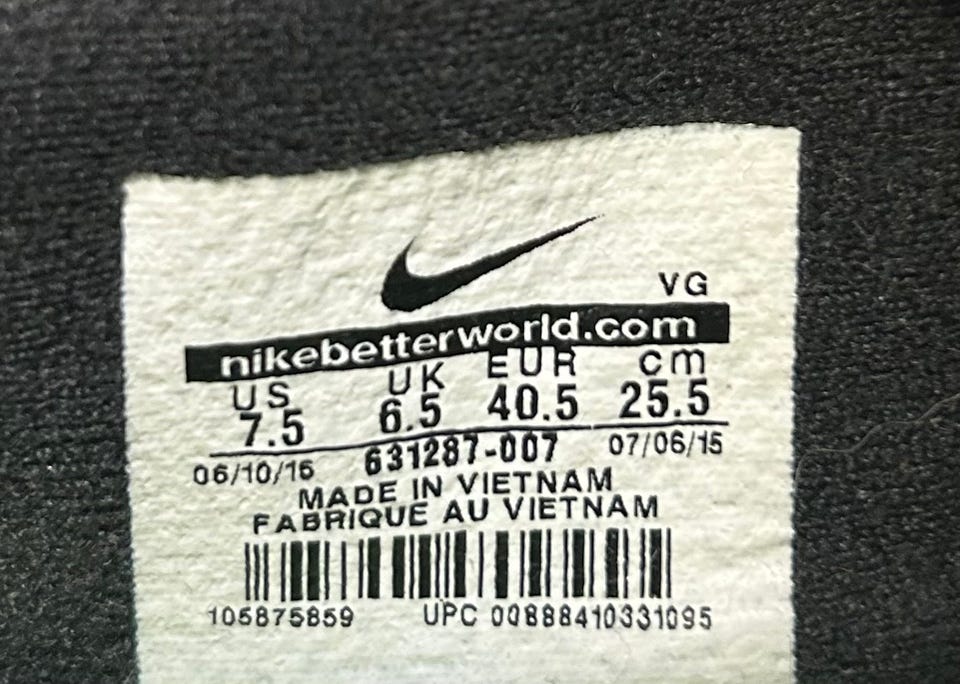 VG
nikebetterworld.com
US UK EUR cm
7.5 6.5 40.5 25.5
06/10/15 631287-007 07/06/15
MADE IN VIETNAM
FABRIQUE AU VIETNAM
105875859 UPC 00888410331095